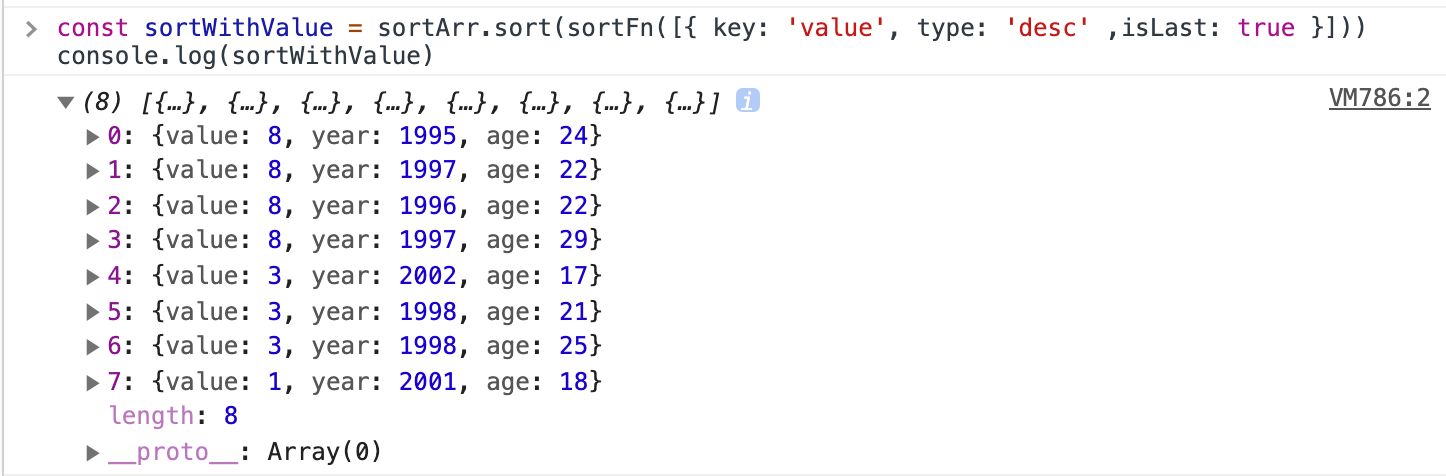 const sortWithValue = sortArr.sort(sortFn([{ key: 'value', type: 'desc' ,isLast: true }]))
console.log(sortWithValue)
(8) [{…}, {…}, {…}, {…}, {…}, {…}, {…}, {…}] i VM786:2
0: {value: 8, year: 1995, age: 24}
1: {value: 8, year: 1997, age: 22}
2: {value: 8, year: 1996, age: 22}
3: {value: 8, year: 1997, age: 29}
4: {value: 3, year: 2002, age: 17}
5: {value: 3, year: 1998, age: 21}
6: {value: 3, year: 1998, age: 25}
7: {value: 1, year: 2001, age: 18}
length: 8
__proto__: Array(0)